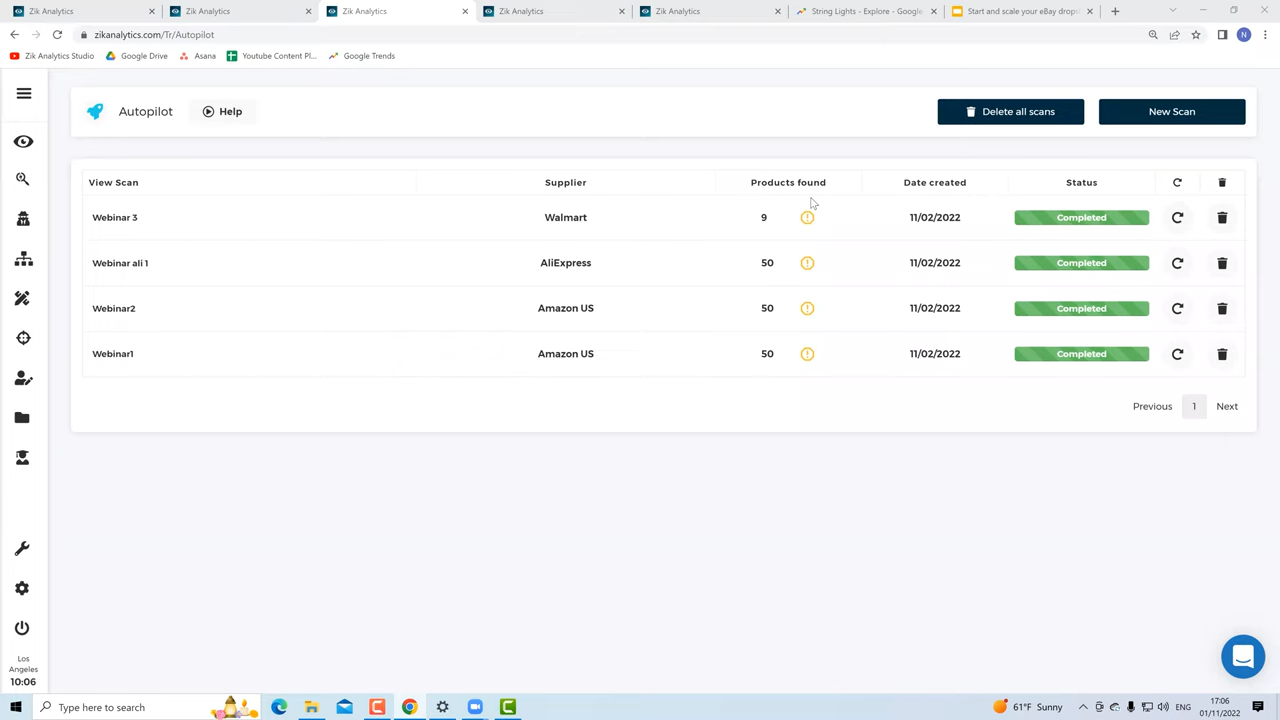 Zik Analytics
Zik Analytics
Zik Analytics
Zik Analytics
Zik Analytics
String Lights - Explore - Google
Start and scale your eBay drops
zikanalytics.com/Tr/Autopilot
N
Zik Analytics Studio
Google Drive
Asana
Youtube Content Pl...
Google Trends
Autopilot
Help
Delete all scans
New Scan
View Scan Supplier Products found Date created Status
Webinar 3 Walmart 9 11/02/2022 Completed
Webinar ali 1 AliExpress 50 11/02/2022 Completed
Webinar2 Amazon US 50 11/02/2022 Completed
Webinar1 Amazon US 50 11/02/2022 Completed
Previous 1 Next
Los
Angeles
10:06
Type here to search
61°F Sunny
ENG
17:06
01/11/2022